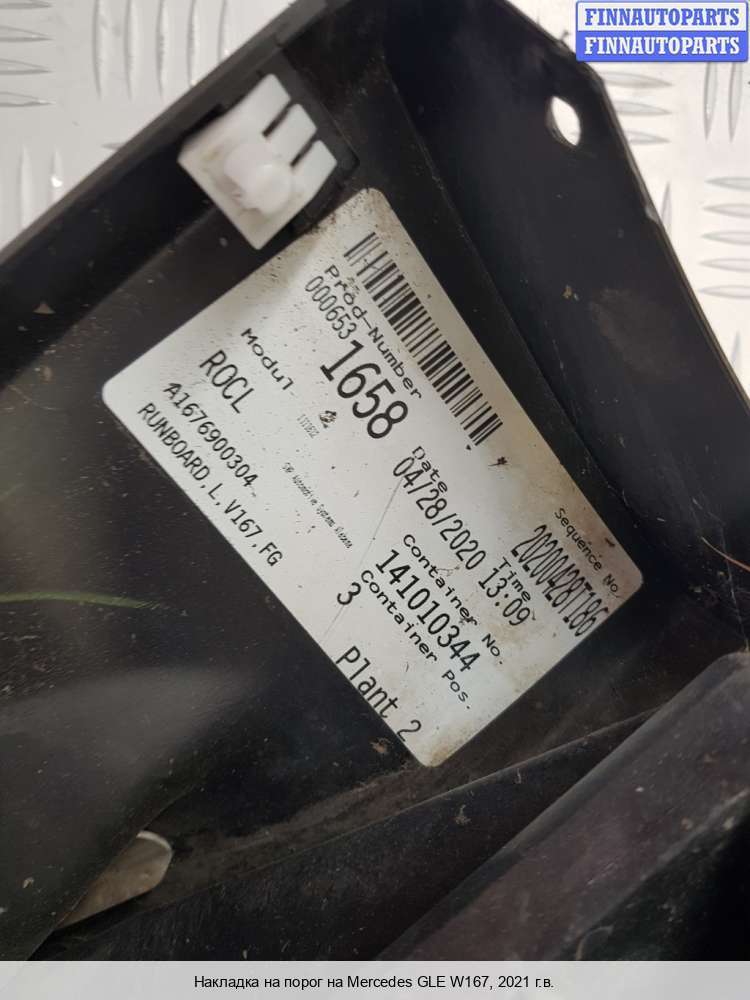 FINNAUTOPARTS
FINNAUTOPARTS
Prod-Number
000653
1658
Modul
ROCL
A1676900304
RUNBOARD, L, V167, FG
Date
04/28/2020
Time
13:09
Sequence No.
20200428T186
Container No.
141010344
Container Pos.
3
Plant 2
Накладка на порог на Mercedes GLE W167, 2021 г.в.